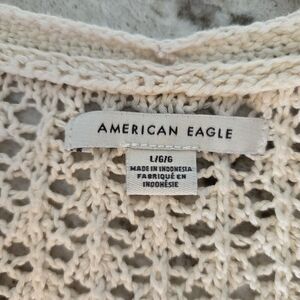 AMERICAN EAGLE
L/G/G
MADE IN INDONESIA
FABRIQUÉ EN
INDONÉSIE